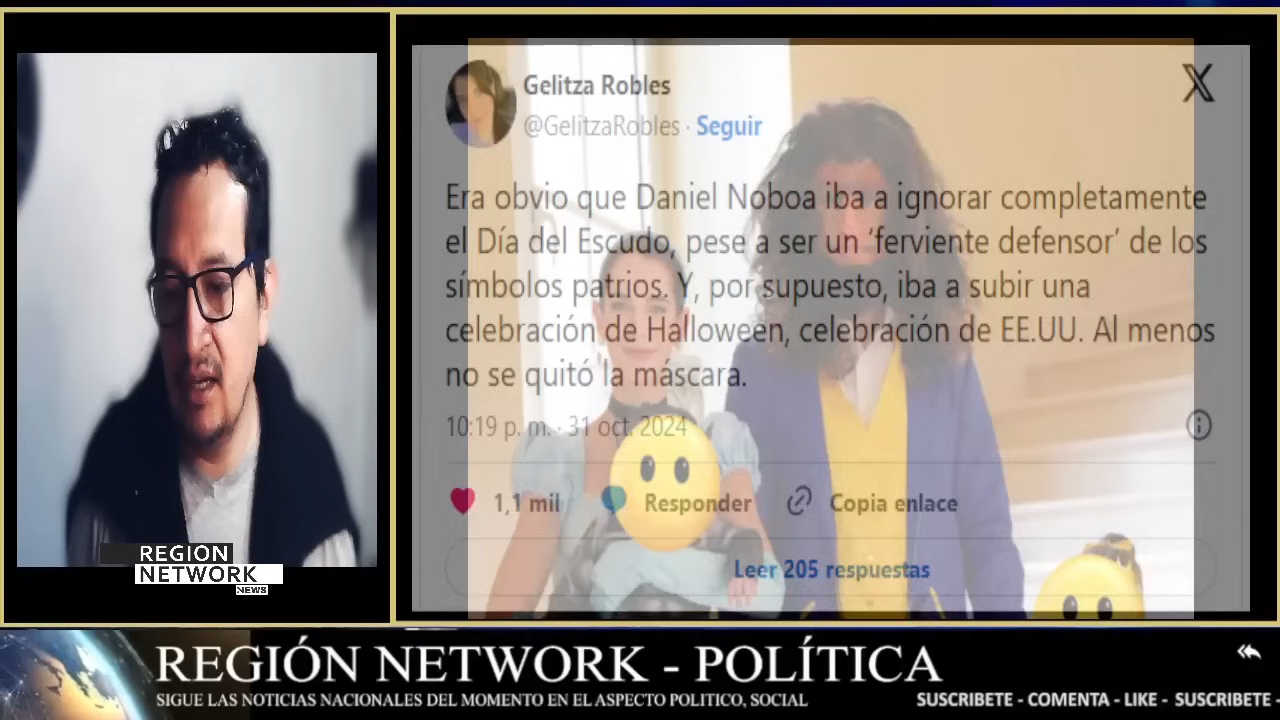 Gelitza Robles
@GelitzaRobles · Seguir
X
Era obvio que Daniel Noboa iba a ignorar completamente
el Día del Escudo, pese a ser un ‘ferviente defensor’ de los
símbolos patrios. Y, por supuesto, iba a subir una
celebración de Halloween, celebración de EE.UU. Al menos
no se quitó la máscara.
10:19 p. m. · 31 oct. 2024
1,1 mil Responder Copia enlace
Leer 205 respuestas
REGION
NETWORK
NEWS
REGIÓN NETWORK - POLÍTICA
SIGUE LAS NOTICIAS NACIONALES DEL MOMENTO EN EL ASPECTO POLITICO, SOCIAL
SUSCRIBETE - COMENTA - LIKE - SUSCRIBETE -